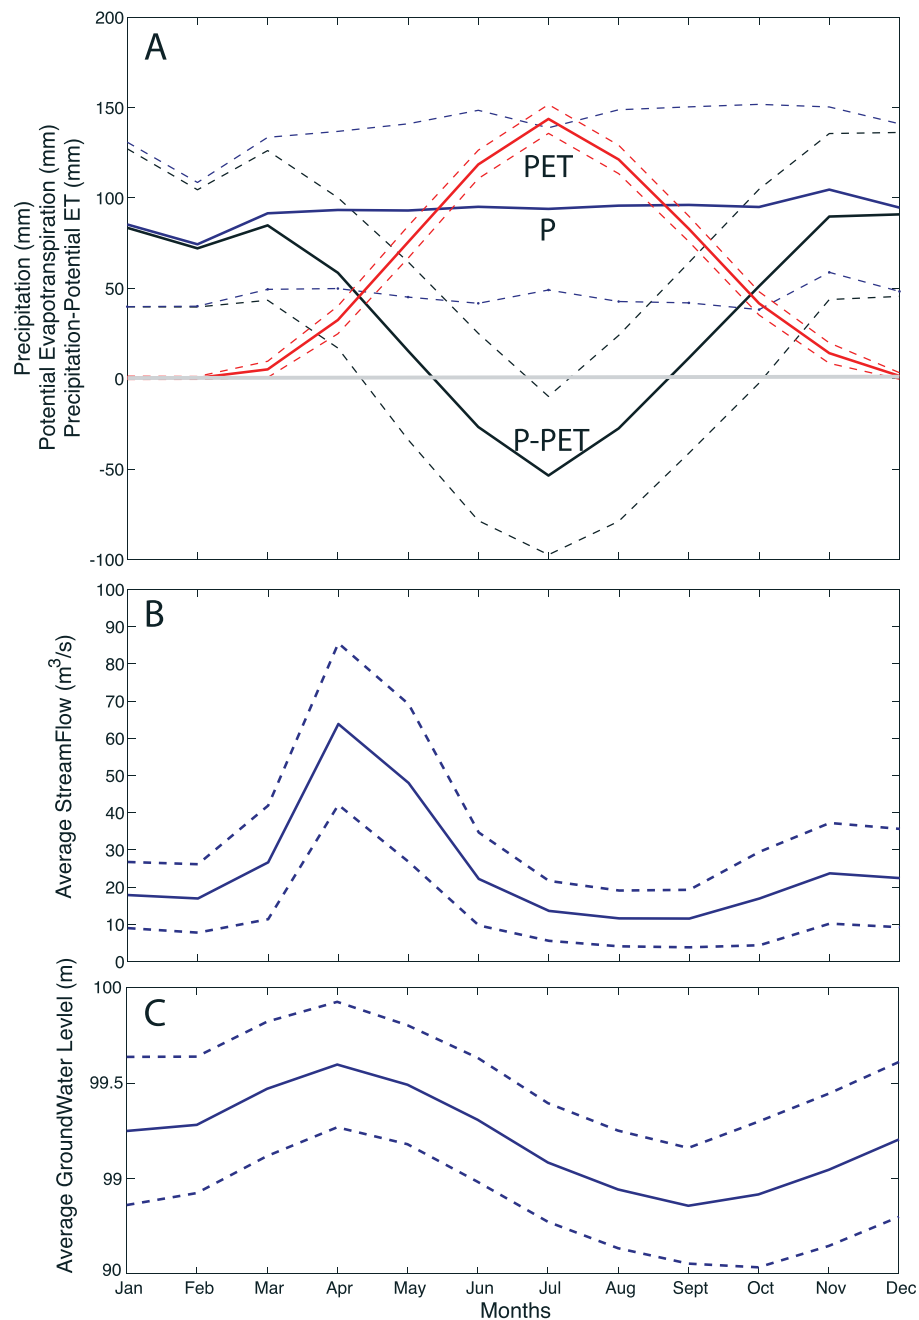 A
200
150
100
50
0
-50
-100
Precipitation (mm)
Potential Evapotranspiration (mm)
Precipitation-Potential ET (mm)
PET
P
P-PET
B
100
90
80
70
60
50
40
30
20
10
0
Average StreamFlow (m³/s)
C
100
99.5
99
90
Average GroundWater Levlel (m)
Jan Feb Mar Apr May Jun Jul Aug Sept Oct Nov Dec
Months